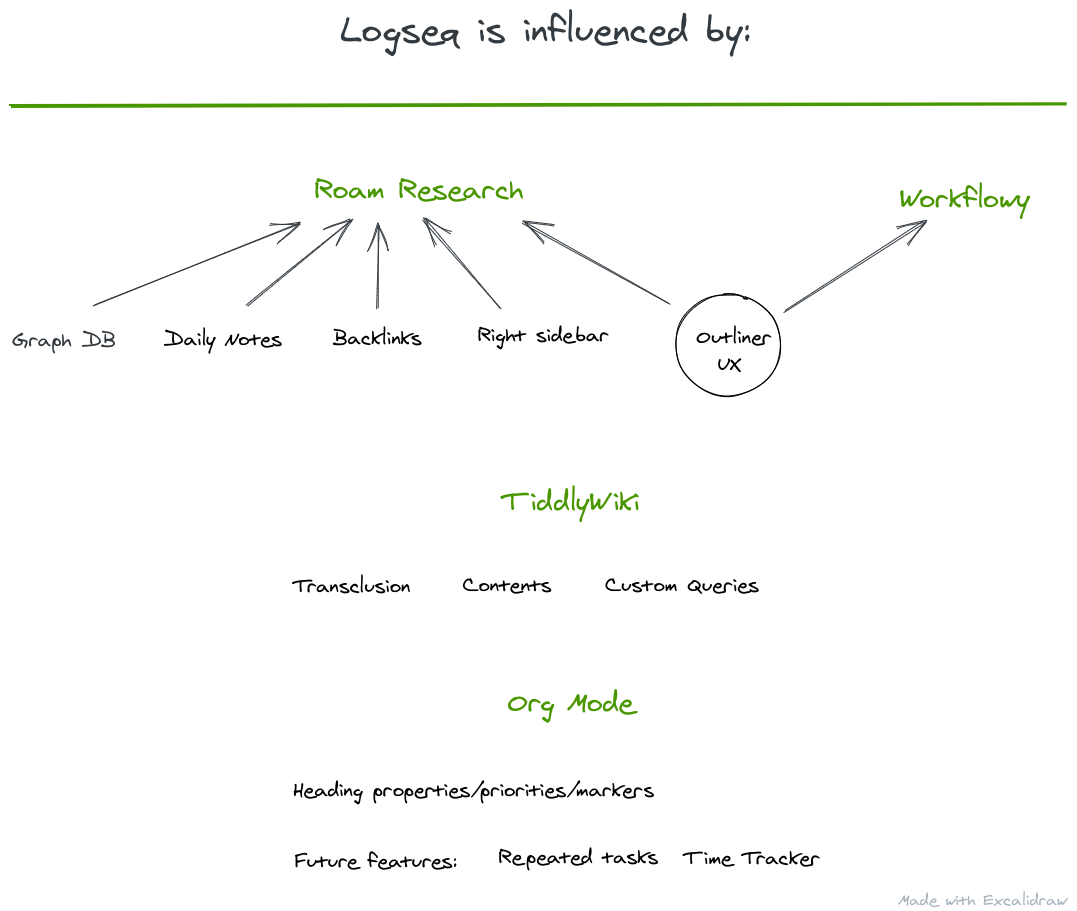 Logseq is influenced by:
Roam Research
Workflowy
Graph DB
Daily Notes
Backlinks
Right sidebar
Outliner
UX
TiddlyWiki
Transclusion
Contents
Custom Queries
Org Mode
Heading properties/priorities/markers
Future features:
Repeated tasks
Time Tracker
Made with Excalidraw